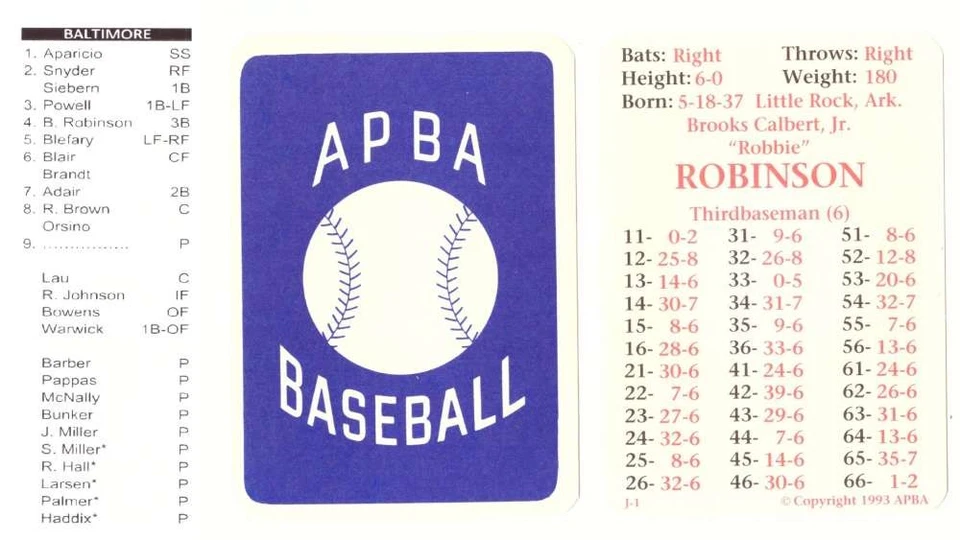 BALTIMORE
1. Aparicio SS
2. Snyder RF
Siebern 1B
3. Powell 1B-LF
4. B. Robinson 3B
5. Blefary LF-RF
6. Blair CF
Brandt
7. Adair 2B
8. R. Brown C
Orsino
9. ................ P
Lau C
R. Johnson IF
Bowens OF
Warwick 1B-OF
Barber P
Pappas P
McNally P
Bunker P
J. Miller P
S. Miller* P
R. Hall* P
Larsen* P
Palmer* P
Haddix* P
APBA
BASEBALL
Bats: Right Throws: Right
Height: 6-0 Weight: 180
Born: 5-18-37 Little Rock, Ark.
Brooks Calbert, Jr.
"Robbie"
ROBINSON
Thirdbaseman (6)
11- 0-2 31- 9-6 51- 8-6
12- 25-8 32- 26-8 52- 12-8
13- 14-6 33- 0-5 53- 20-6
14- 30-7 34- 31-7 54- 32-7
15- 8-6 35- 9-6 55- 7-6
16- 28-6 36- 33-6 56- 13-6
21- 30-6 41- 24-6 61- 24-6
22- 7-6 42- 39-6 62- 26-6
23- 27-6 43- 29-6 63- 31-6
24- 32-6 44- 7-6 64- 13-6
25- 8-6 45- 14-6 65- 35-7
26- 32-6 46- 30-6 66- 1-2
J-1 © Copyright 1993 APBA